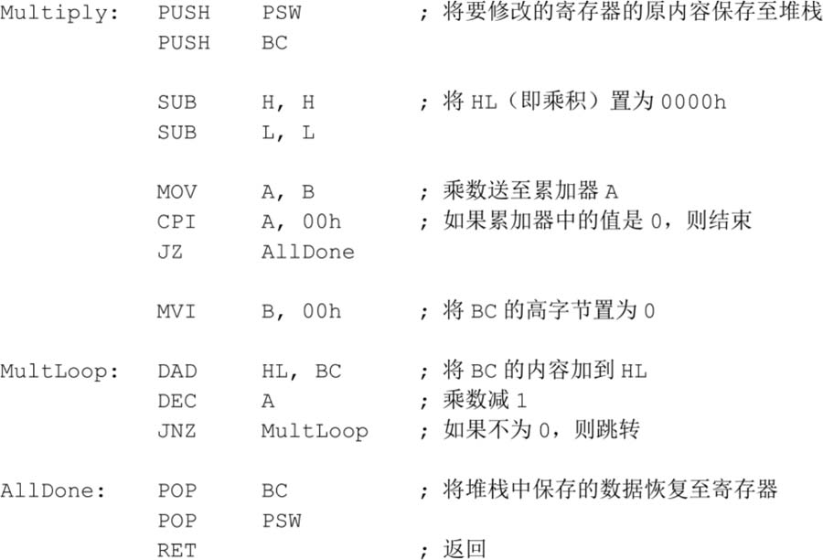 Multiply: PUSH PSW ; 将要修改的寄存器的原内容保存至堆栈
PUSH BC
SUB H, H ; 将 HL（即乘积）置为 0000h
SUB L, L
MOV A, B ; 乘数送至累加器 A
CPI A, 00h ; 如果累加器中的值是 0，则结束
JZ AllDone
MVI B, 00h ; 将 BC 的高字节置为 0
MultLoop: DAD HL, BC ; 将 BC 的内容加到 HL
DEC A ; 乘数减 1
JNZ MultLoop ; 如果不为 0，则跳转
AllDone: POP BC ; 将堆栈中保存的数据恢复至寄存器
POP PSW
RET ; 返回